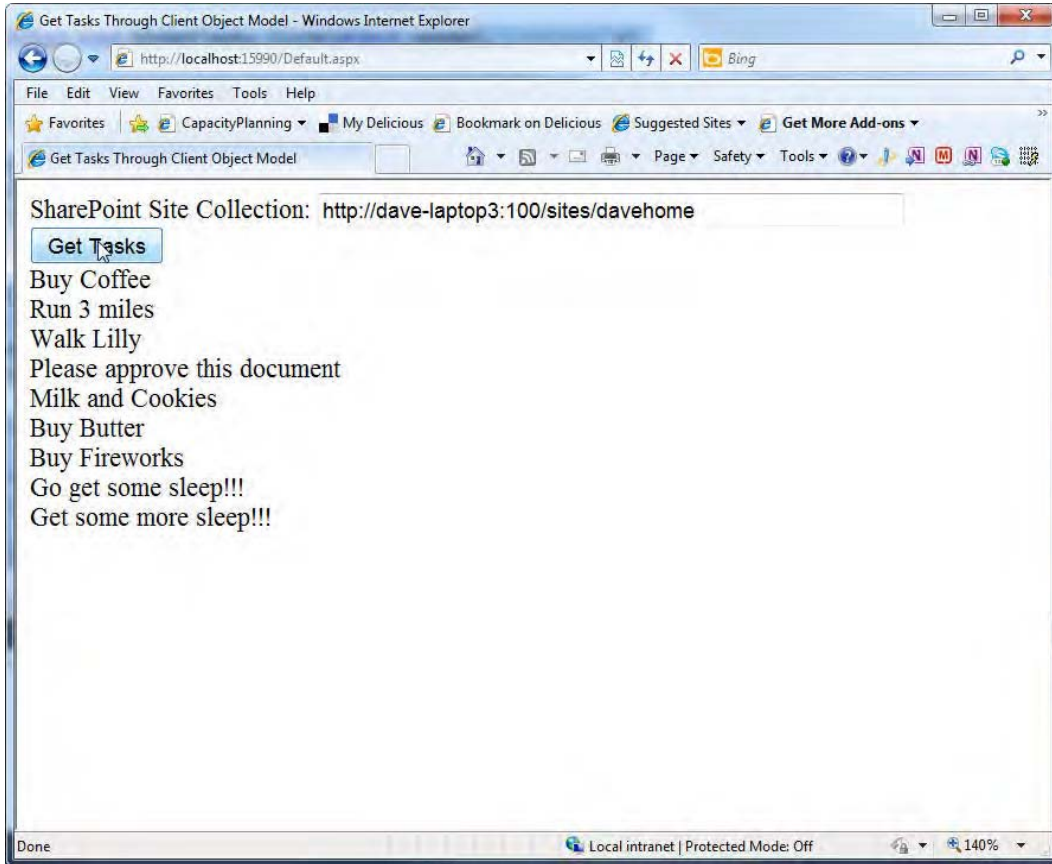 Get Tasks Through Client Object Model - Windows Internet Explorer
http://localhost:15990/Default.aspx
Bing
File Edit View Favorites Tools Help
Favorites CapacityPlanning My Delicious Bookmark on Delicious Suggested Sites Get More Add-ons
Get Tasks Through Client Object Model Page Safety Tools
SharePoint Site Collection: http://dave-laptop3:100/sites/davehome
Get Tasks
Buy Coffee
Run 3 miles
Walk Lilly
Please approve this document
Milk and Cookies
Buy Butter
Buy Fireworks
Go get some sleep!!!
Get some more sleep!!!
Done Local intranet | Protected Mode: Off 140%